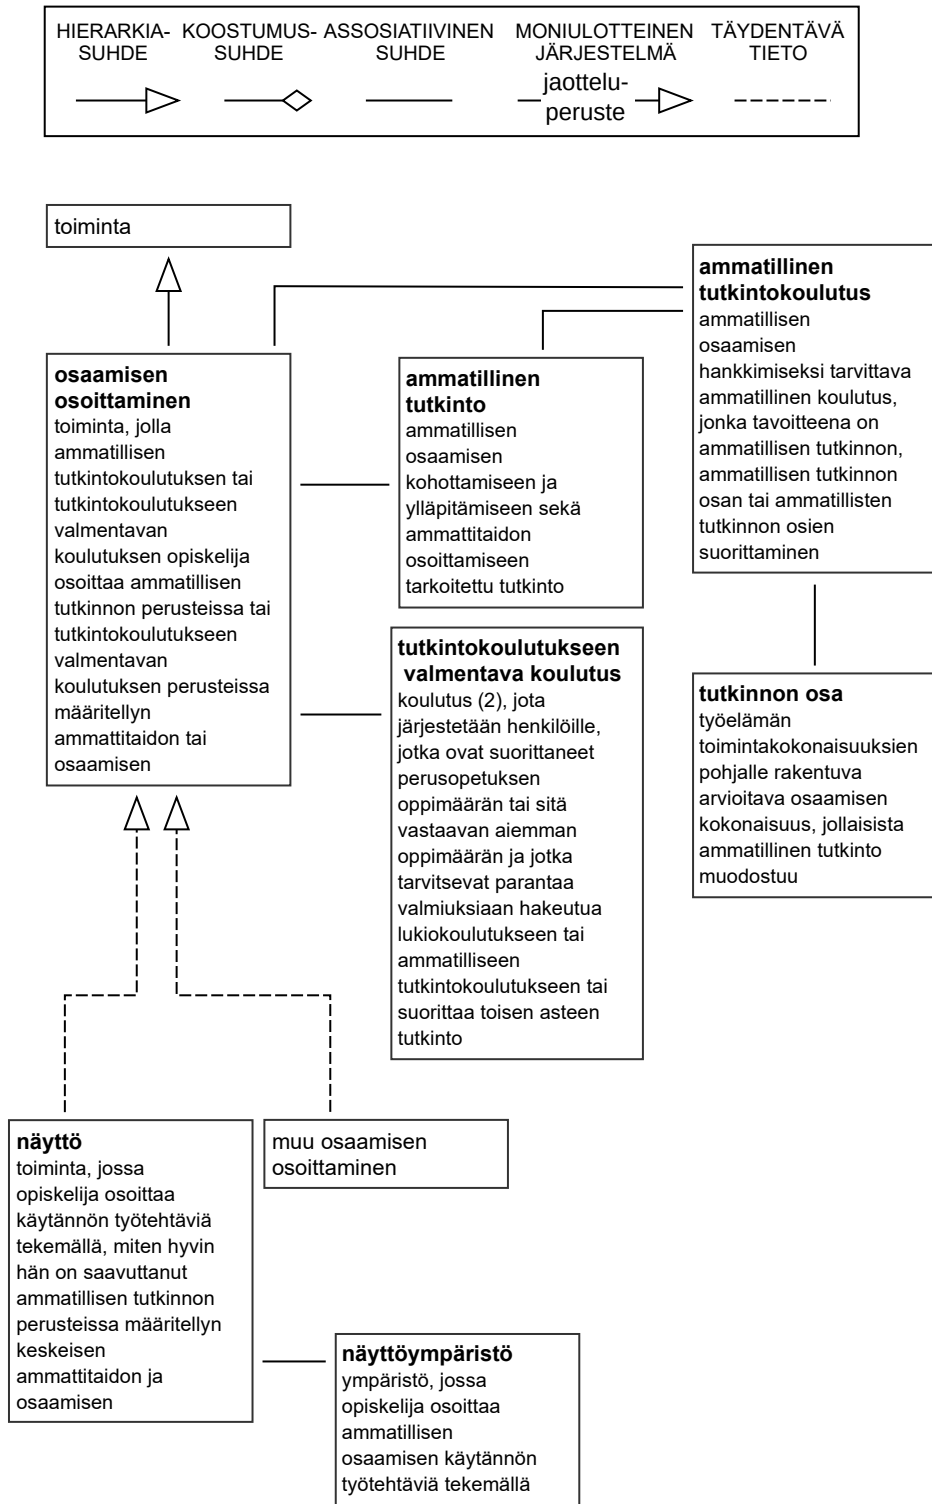 HIERARKIA-
SUHDE
KOOSTUMUS-
SUHDE
ASSOSIATIIVINEN
SUHDE
MONIULOTTEINEN
JÄRJESTELMÄ
TÄYDENTÄVÄ
TIETO
jaottelu-
peruste
toiminta
ammatillinen
tutkintokoulutus
ammatillisen
osaamisen
hankkimiseksi tarvittava
ammatillinen koulutus,
jonka tavoitteena on
ammatillisen tutkinnon,
ammatillisen tutkinnon
osan tai ammatillisten
tutkinnon osien
suorittaminen
osaamisen
osoittaminen
toiminta, jolla
ammatillisen
tutkintokoulutuksen tai
tutkintokoulutukseen
valmentavan
koulutuksen opiskelija
osoittaa ammatillisen
tutkinnon perusteissa tai
tutkintokoulutukseen
valmentavan
koulutuksen perusteissa
määritellyn
ammattitaidon tai
osaamisen
ammatillinen
tutkinto
ammatillisen
osaamisen
kohottamiseen ja
ylläpitämiseen sekä
ammattitaidon
osoittamiseen
tarkoitettu tutkinto
tutkintokoulutukseen
valmentava koulutus
koulutus (2), jota
järjestetään henkilöille,
jotka ovat suorittaneet
perusopetuksen
oppimäärän tai sitä
vastaavan aiemman
oppimäärän ja jotka
tarvitsevat parantaa
valmiuksiaan hakeutua
lukiokoulutukseen tai
ammatilliseen
tutkintokoulutukseen tai
suorittaa toisen asteen
tutkinto
tutkinnon osa
työelämän
toimintakokonaisuuksien
pohjalle rakentuva
arvioitava osaamisen
kokonaisuus, jollaisista
ammatillinen tutkinto
muodostuu
näyttö
toiminta, jossa
opiskelija osoittaa
käytännön työtehtäviä
tekemällä, miten hyvin
hän on saavuttanut
ammatillisen tutkinnon
perusteissa määritellyn
keskeisen
ammattitaidon ja
osaamisen
muu osaamisen
osoittaminen
näyttöympäristö
ympäristö, jossa
opiskelija osoittaa
ammatillisen
osaamisen käytännön
työtehtäviä tekemällä